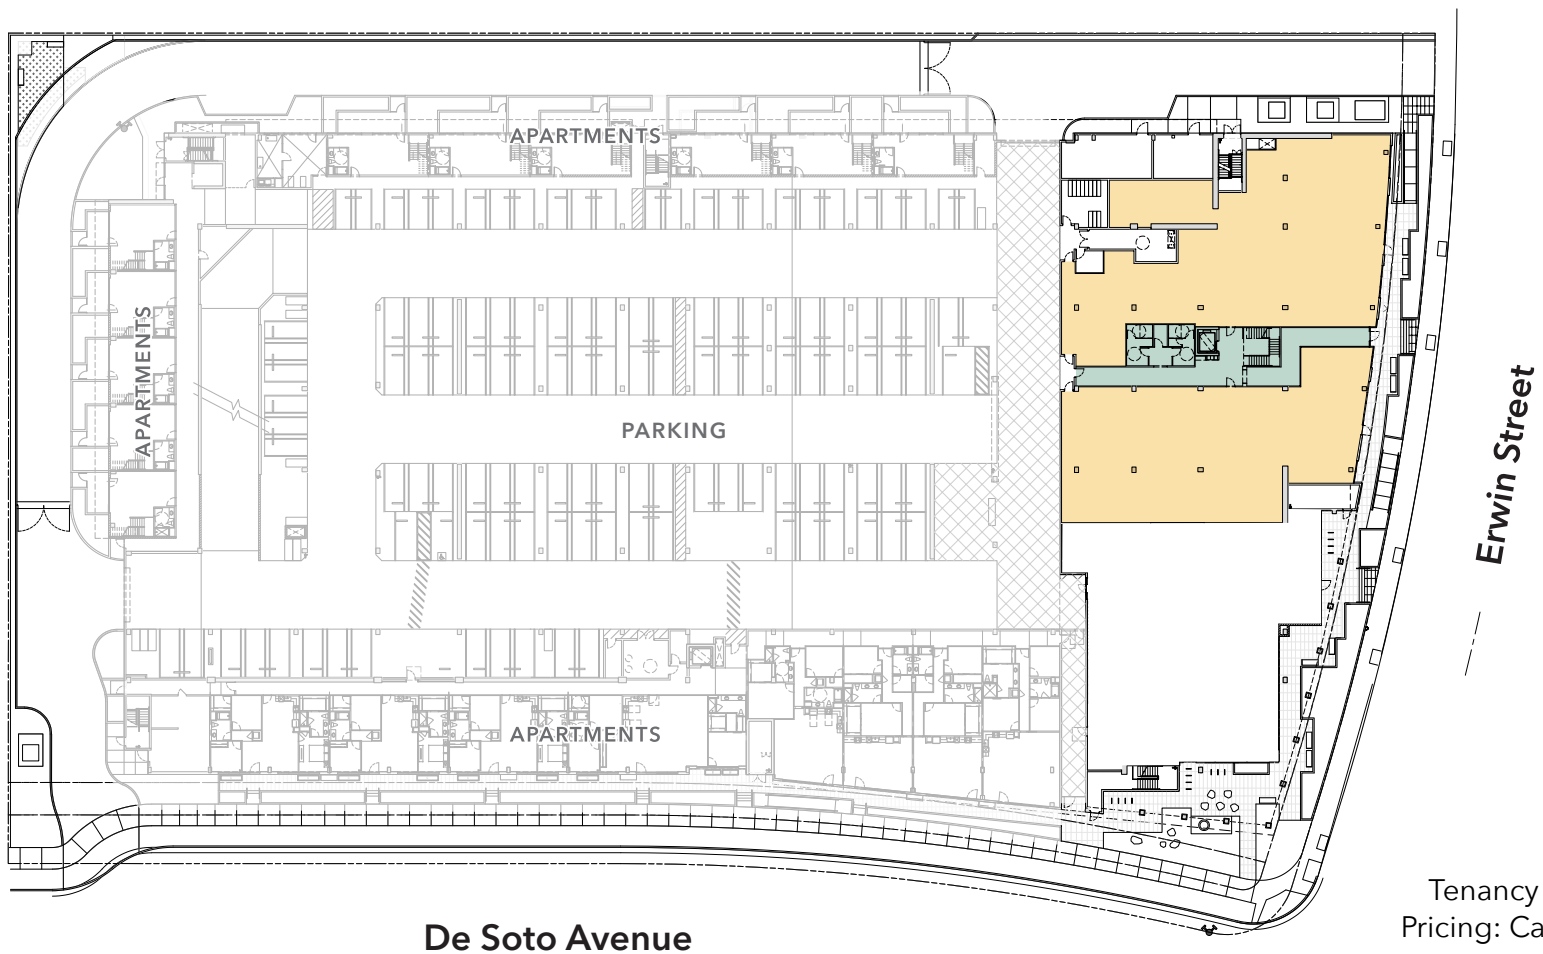 APARTMENTS
APARTMENTS
PARKING
Erwin Street
APARTMENTS
Tenancy
Pricing: Ca
De Soto Avenue